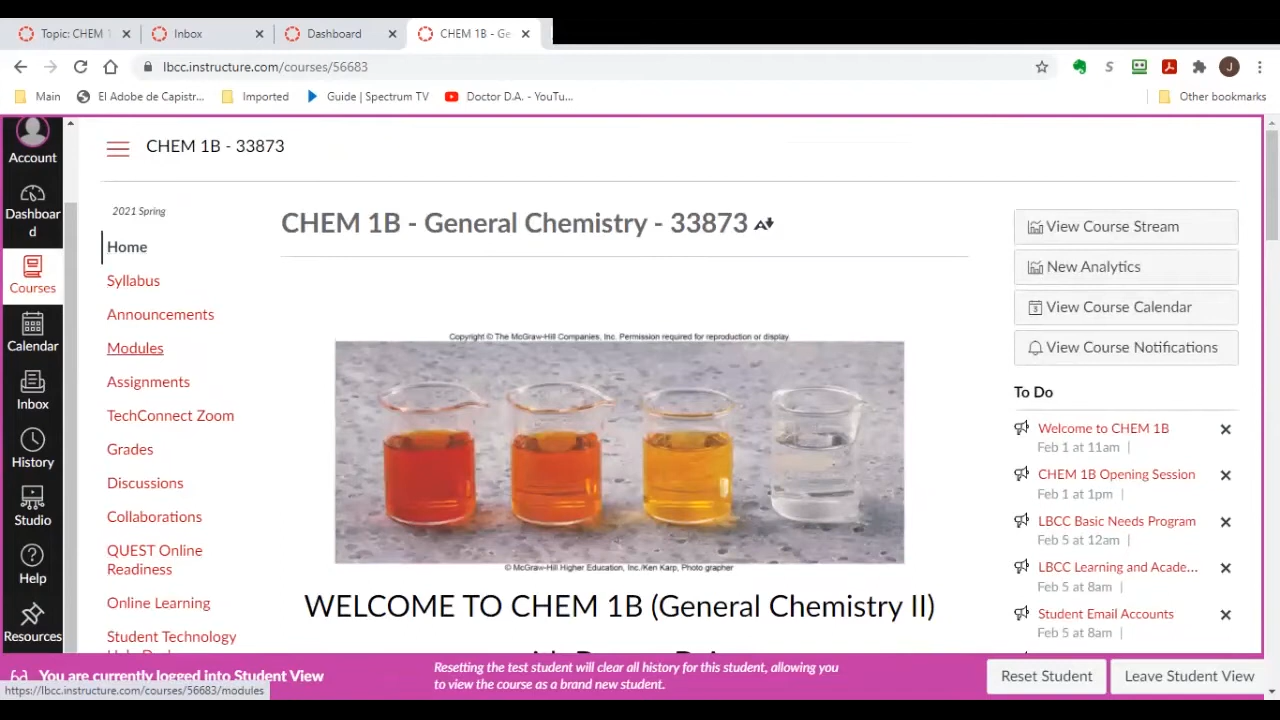 Topic: CHEM 1
Inbox
Dashboard
CHEM 1B - Ge
lbcc.instructure.com/courses/56683
S
J
Main
El Adobe de Capistr...
Imported
Guide | Spectrum TV
Doctor D.A. - YouTu...
Other bookmarks
Account
Dashboar
d
Courses
Calendar
Inbox
History
Studio
Help
Resources
CHEM 1B - 33873
2021 Spring
Home
Syllabus
Announcements
Modules
Assignments
TechConnect Zoom
Grades
Discussions
Collaborations
QUEST Online
Readiness
Online Learning
Student Technology
CHEM 1B - General Chemistry - 33873
Copyright © The McGraw-Hill Companies, Inc. Permission required for reproduction or display.
© McGraw-Hill Higher Education, Inc./Ken Karp, Photo grapher
WELCOME TO CHEM 1B (General Chemistry II)
View Course Stream
New Analytics
View Course Calendar
View Course Notifications
To Do
Welcome to CHEM 1B
Feb 1 at 11am |
CHEM 1B Opening Session
Feb 1 at 1pm |
LBCC Basic Needs Program
Feb 5 at 12am |
LBCC Learning and Acade...
Feb 5 at 8am |
Student Email Accounts
Feb 5 at 8am |
You are currently logged into Student View
Resetting the test student will clear all history for this student, allowing you
to view the course as a brand new student.
Reset Student
Leave Student View
https://lbcc.instructure.com/courses/56683/modules